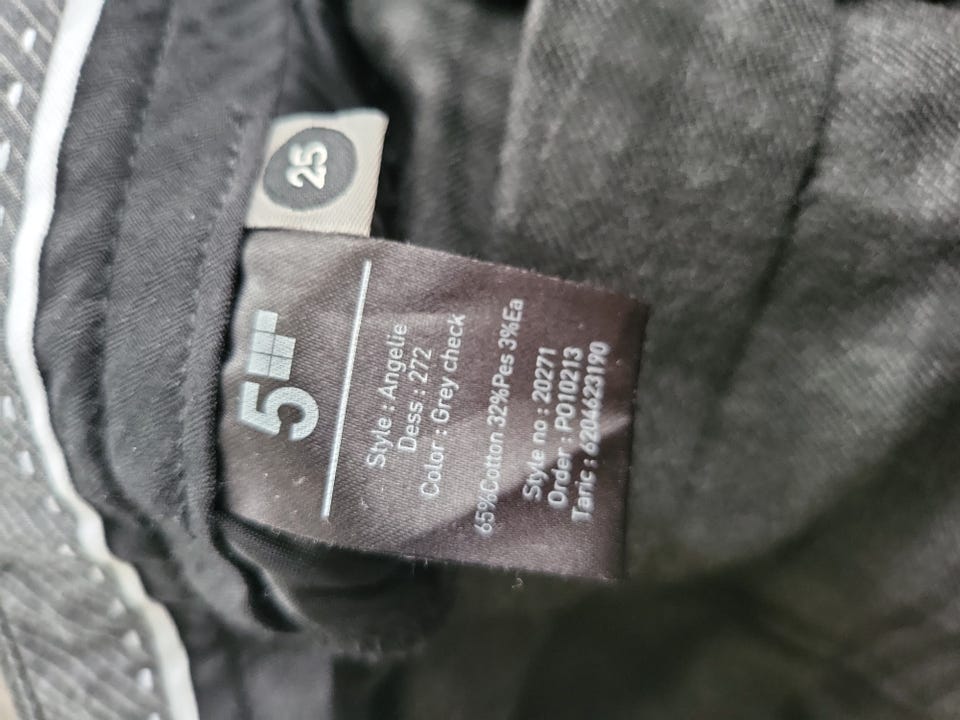 25
5
Style : Angelie
Dess : 272
Color : Grey check
65%Cotton 32%Pes 3%Ea
Style no : 20271
Order : PO10213
Taric : 6204623190